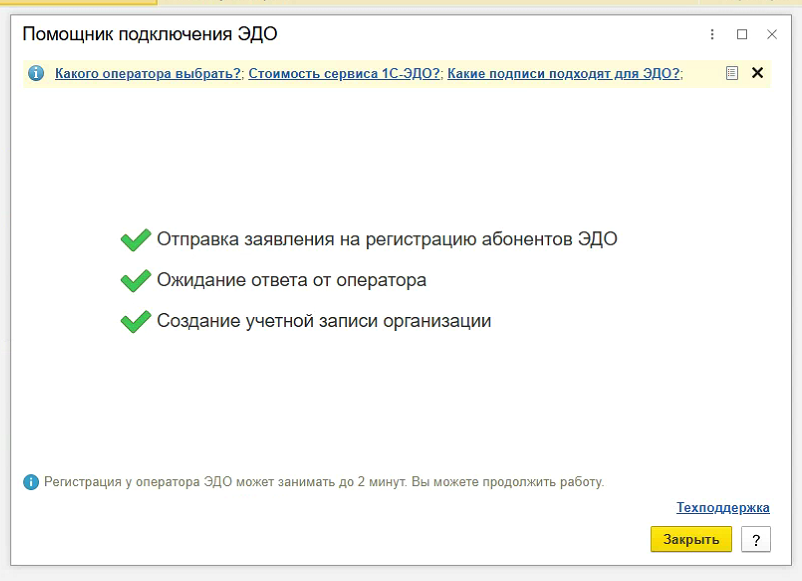 Помощник подключения ЭДО
Какого оператора выбрать?; Стоимость сервиса 1С-ЭДО?; Какие подписи подходят для ЭДО?;
Отправка заявления на регистрацию абонентов ЭДО
Ожидание ответа от оператора
Создание учетной записи организации
Регистрация у оператора ЭДО может занимать до 2 минут. Вы можете продолжить работу.
Техподдержка
Закрыть ?